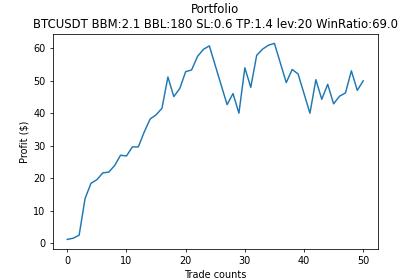 Portfolio
BTCUSDT BBM:2.1 BBL:180 SL:0.6 TP:1.4 lev:20 WinRatio:69.0
60
50
40
30
20
10
0
Profit ($)
0 10 20 30 40 50
Trade counts